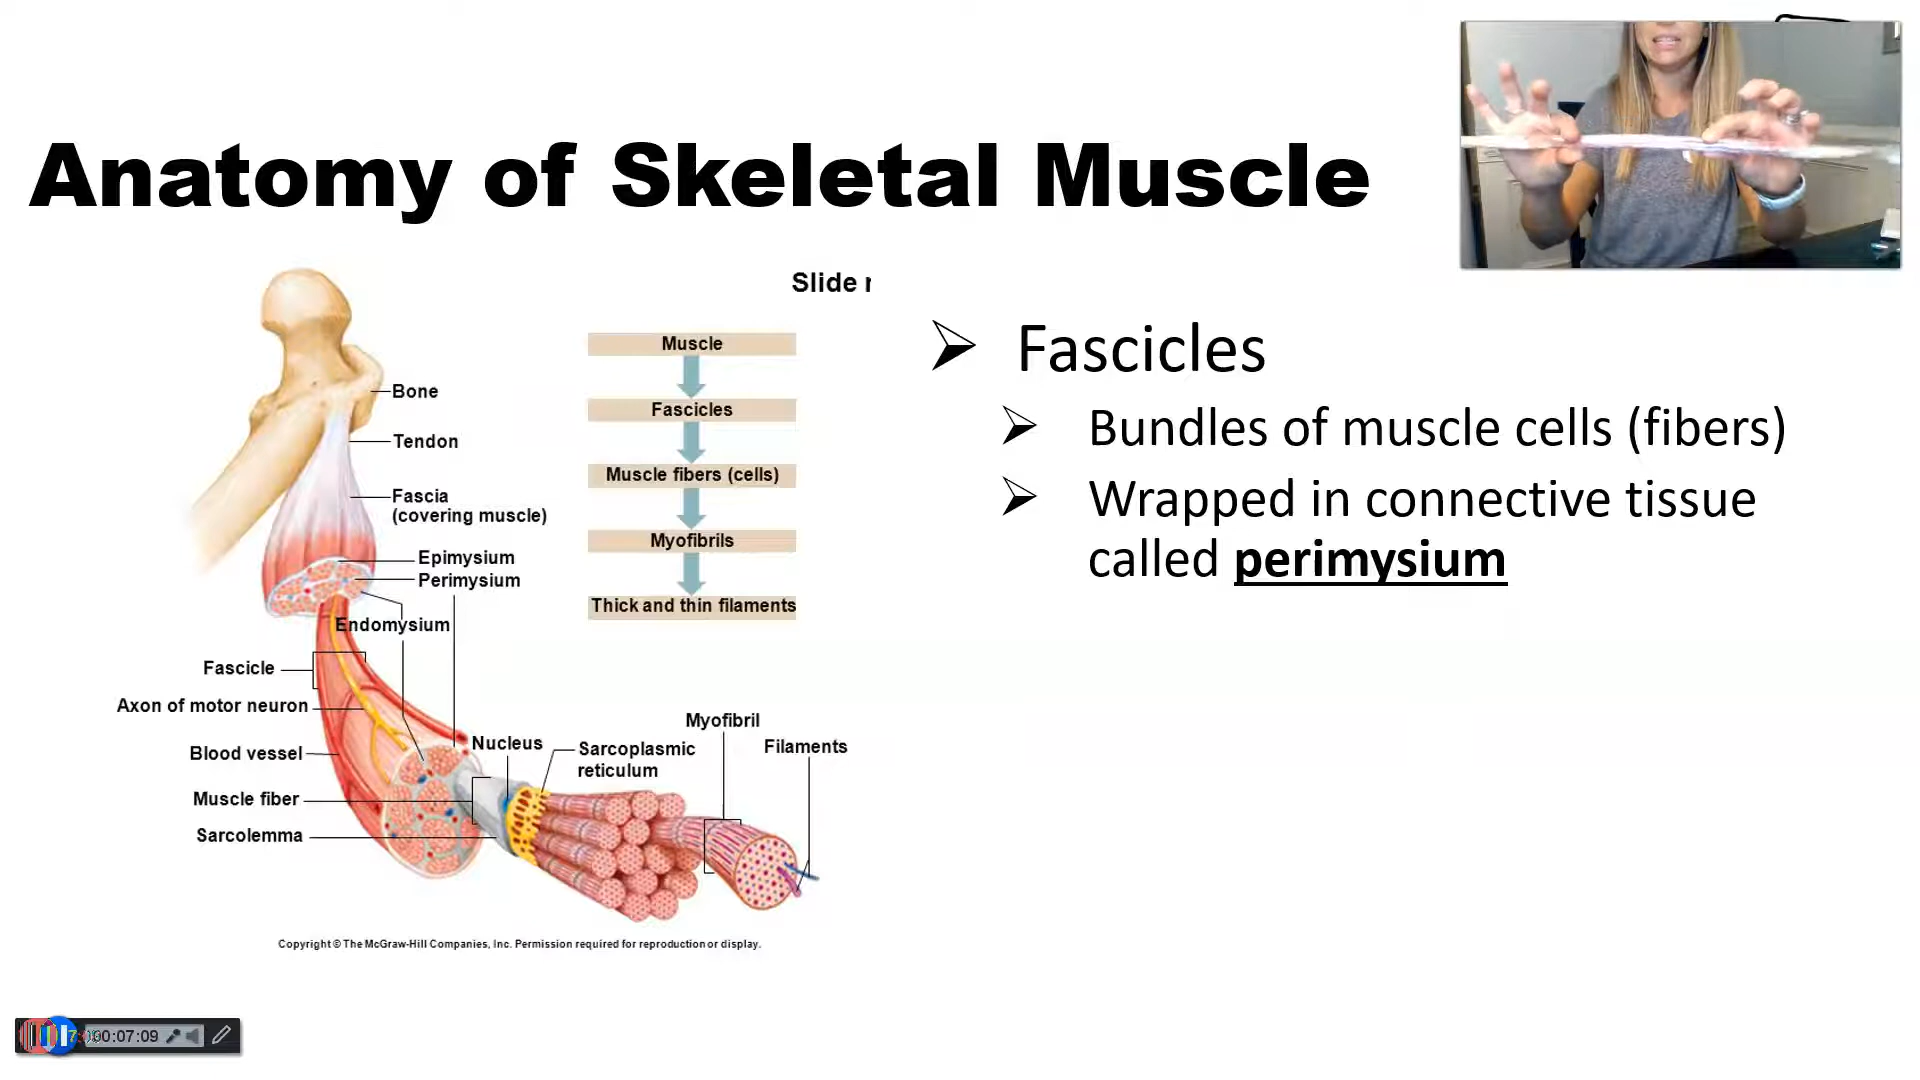 Anatomy of Skeletal Muscle
Slide
Muscle
Fascicles
Muscle fibers (cells)
Myofibrils
Thick and thin filaments
Bone
Tendon
Fascia
(covering muscle)
Epimysium
Perimysium
Endomysium
Fascicle
Axon of motor neuron
Blood vessel
Muscle fiber
Sarcolemma
Nucleus
Sarcoplasmic
reticulum
Myofibril
Filaments
Copyright © The McGraw-Hill Companies, Inc. Permission required for reproduction or display.
➢ Fascicles
➢ Bundles of muscle cells (fibers)
➢ Wrapped in connective tissue
called perimysium
00:07:09